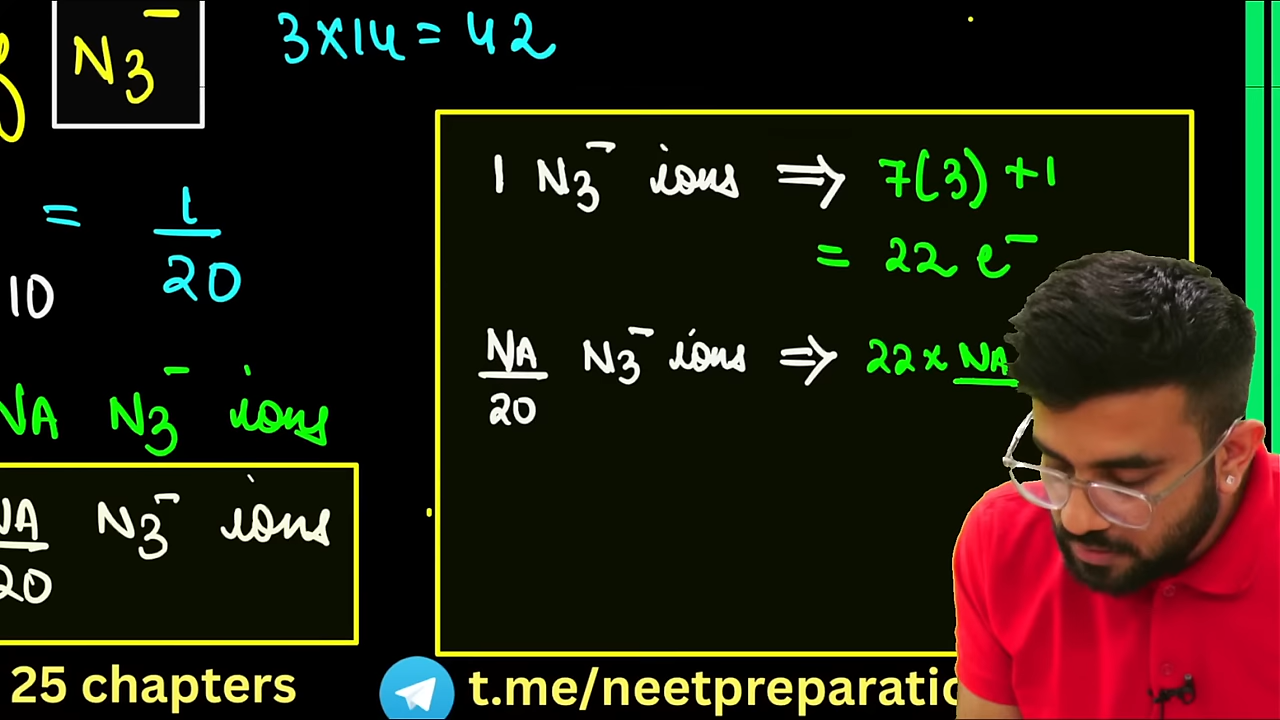 N3⁻
3×14 = 42
= 1/20
10
NA N3⁻ ions
NA/20 N3⁻ ions
1 N3⁻ ions ⇒ 7(3) +1
= 22 e⁻
NA/20 N3⁻ ions ⇒ 22× NA
25 chapters
t.me/neetpreparatio